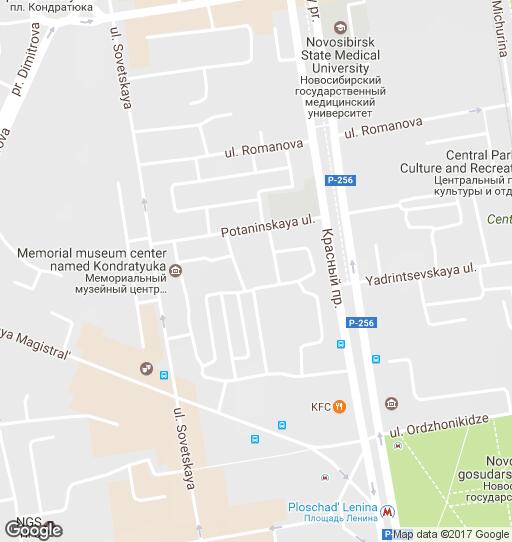 пл. Кондратюка
pr. Dimitrova
ul. Sovetskaya
Novosibirsk
State Medical
University
Новосибирский
государственный
медицинский
университет
Michurina
ul. Romanova
ul. Romanova
Central Park
Culture and Recreat
Центральный п
культуры и отд
P-256
Potaninskaya ul.
Красный пр.
Cent
Memorial museum center
named Kondratyuka
Мемориальный
музейный центр...
Yadrintsevskaya ul.
P-256
ya Magistral'
KFC
ul. Sovetskaya
ul. Ordzhonikidze
Novo
gosudars
Ново
государс
Ploschad' Lenina
Площадь Ленина
NGS
Google
Map data ©2017 Google